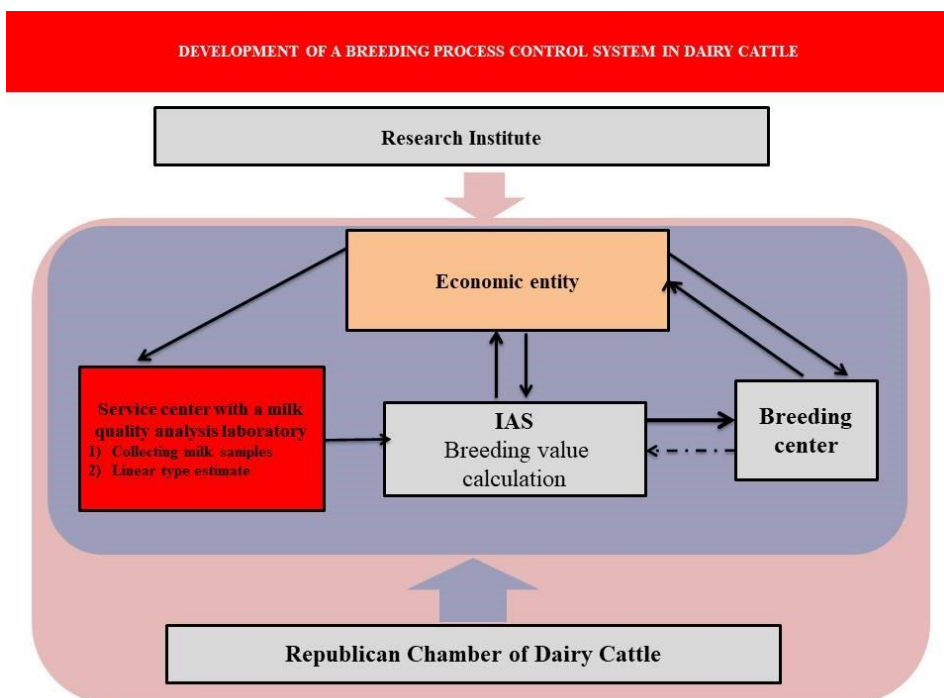 DEVELOPMENT OF A BREEDING PROCESS CONTROL SYSTEM IN DAIRY CATTLE
Research Institute
Economic entity
Service center with a milk
quality analysis laboratory
1) Collecting milk samples
2) Linear type estimate
IAS
Breeding value
calculation
Breeding
center
Republican Chamber of Dairy Cattle